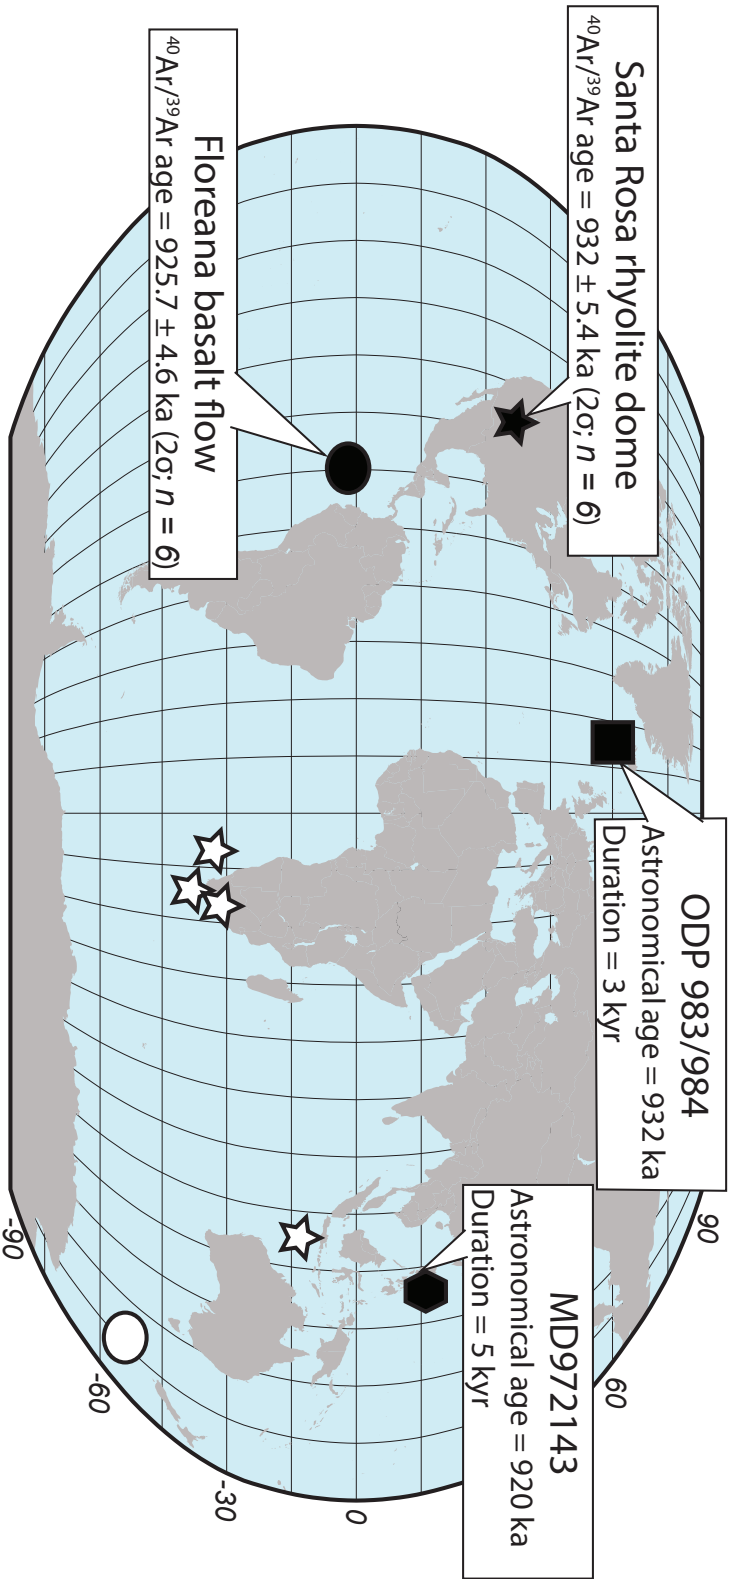 Santa Rosa rhyolite dome
⁴⁰Ar/³⁹Ar age = 932 ± 5.4 ka (2σ; n = 6)
ODP 983/984
Astronomical age = 932 ka
Duration = 3 kyr
MD972143
Astronomical age = 920 ka
Duration = 5 kyr
Floreana basalt flow
⁴⁰Ar/³⁹Ar age = 925.7 ± 4.6 ka (2σ; n = 6)
90
60
0
-30
-60
-90